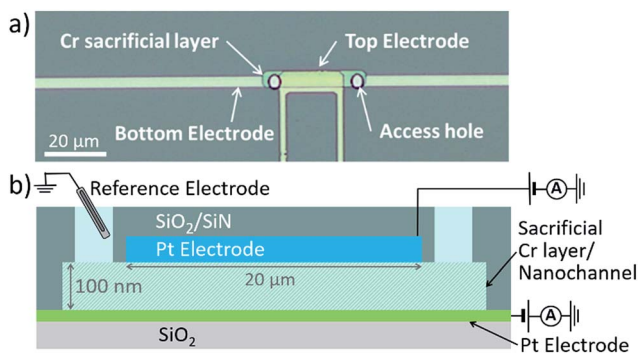 a)
Cr sacrificial layer
Top Electrode
Bottom Electrode
Access hole
20 μm
b)
Reference Electrode
A
SiO2/SiN
Pt Electrode
Sacrificial
Cr layer/
Nanochannel
20 μm
100 nm
A
SiO2
Pt Electrode